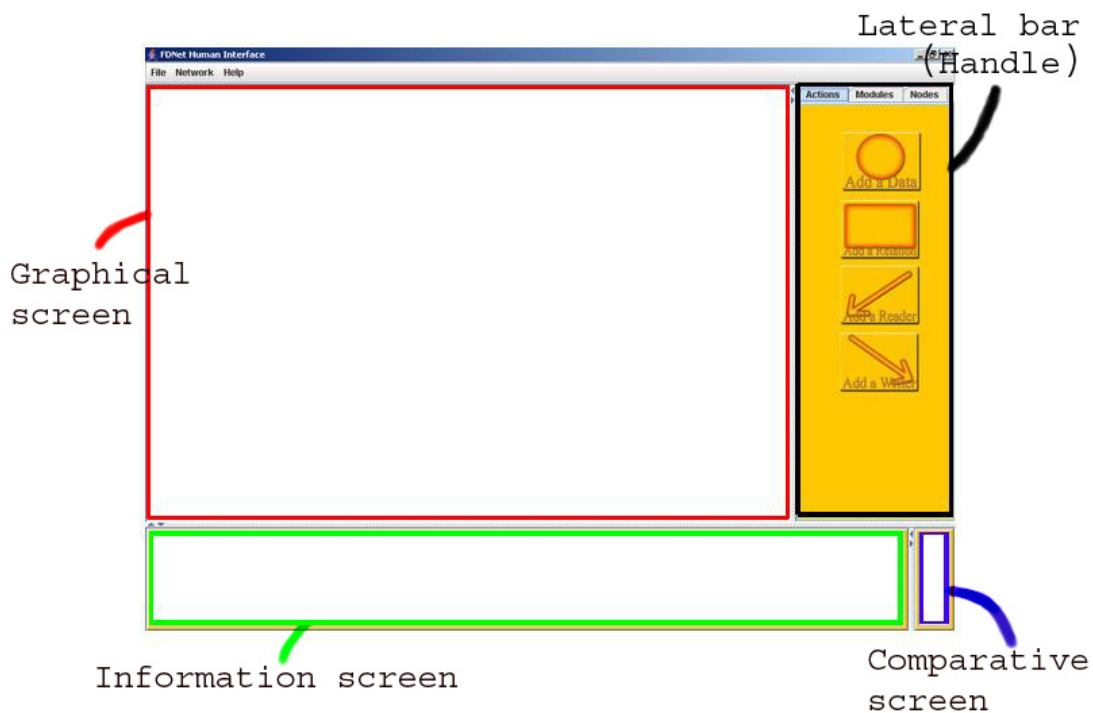 Lateral bar
(Handle)
fDNet Human Interface
File Network Help
Actions Modules Nodes
Add a Data
Add a Relation
Add a Reader
Add a Writer
Graphical
screen
Information screen
Comparative
screen